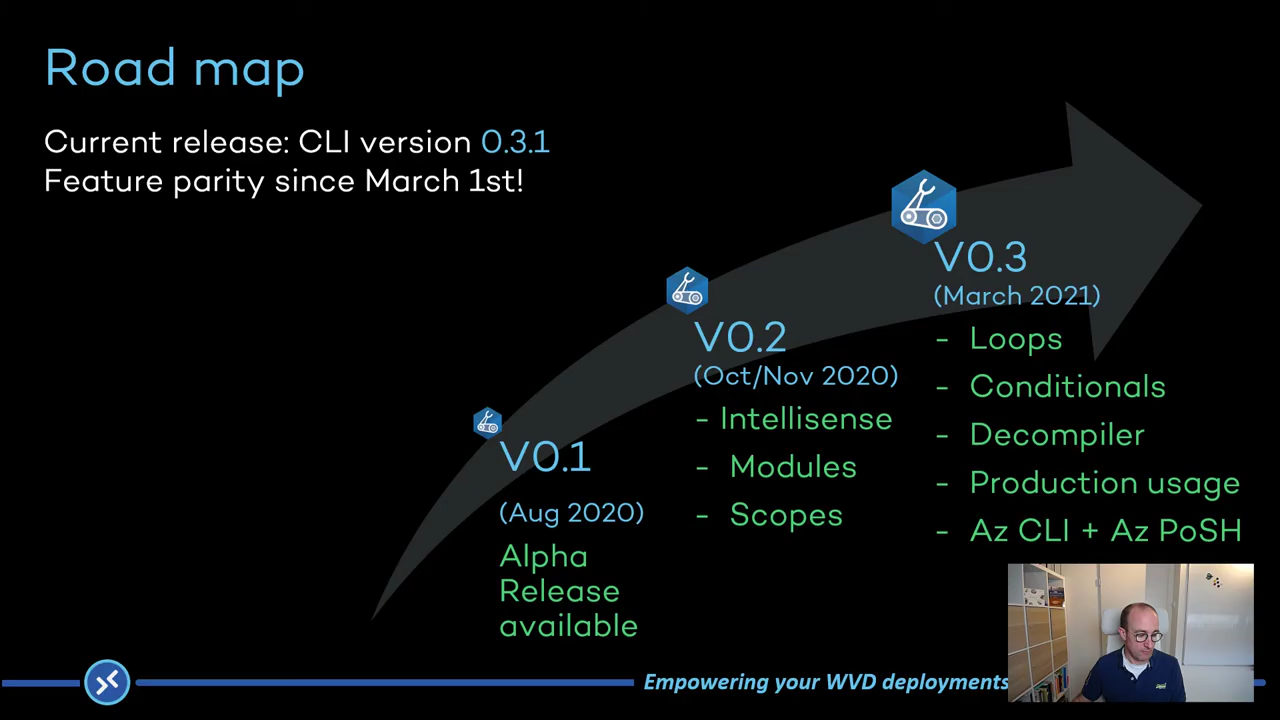 Road map
Current release: CLI version 0.3.1
Feature parity since March 1st!
V0.1
(Aug 2020)
Alpha
Release
available
V0.2
(Oct/Nov 2020)
- Intellisense
- Modules
- Scopes
V0.3
(March 2021)
- Loops
- Conditionals
- Decompiler
- Production usage
- Az CLI + Az PoSH
Empowering your WVD deployments